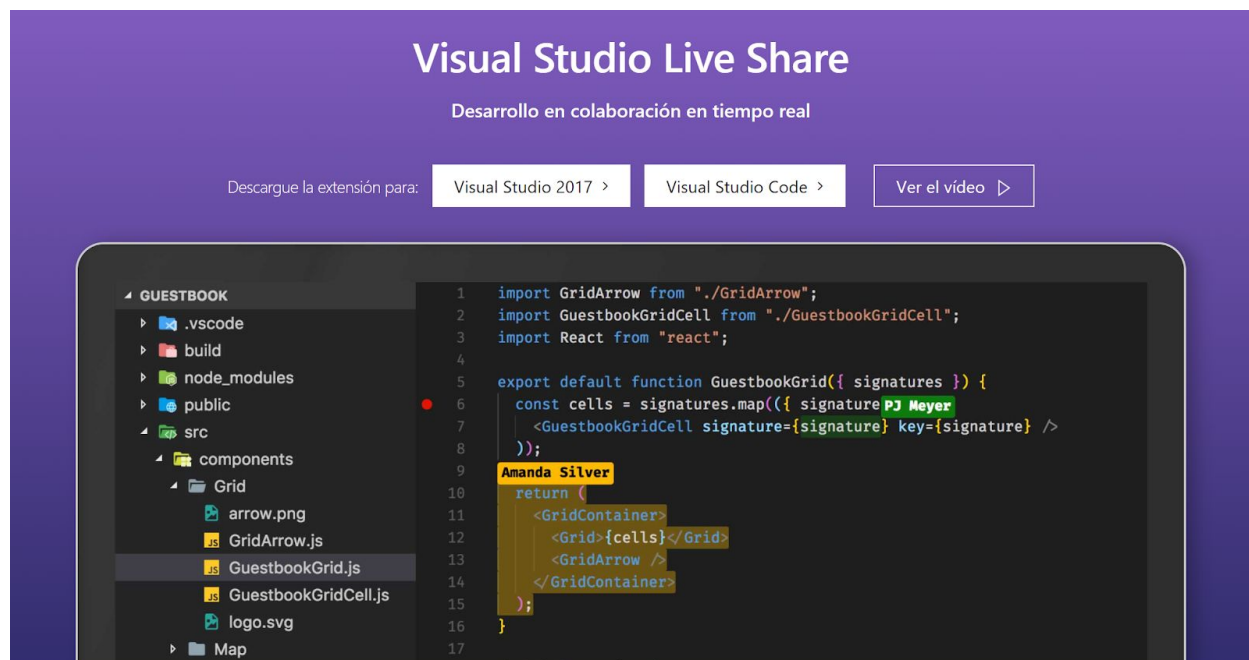 Visual Studio Live Share
Desarrollo en colaboración en tiempo real
Descargue la extensión para:
Visual Studio 2017 >
Visual Studio Code >
Ver el vídeo
GUESTBOOK
.vscode
build
node_modules
public
src
components
Grid
arrow.png
GridArrow.js
GuestbookGrid.js
GuestbookGridCell.js
logo.svg
Map
1 import GridArrow from "./GridArrow";
2 import GuestbookGridCell from "./GuestbookGridCell";
3 import React from "react";
4
5 export default function GuestbookGrid({ signatures }) {
6 const cells = signatures.map(({ signature PJ Meyer
7 <GuestbookGridCell signature={signature} key={signature} />
8 ));
9 Amanda Silver
10 return (
11 <GridContainer>
12 <Grid>{cells}</Grid>
13 <GridArrow />
14 </GridContainer>
15 );
16 }
17